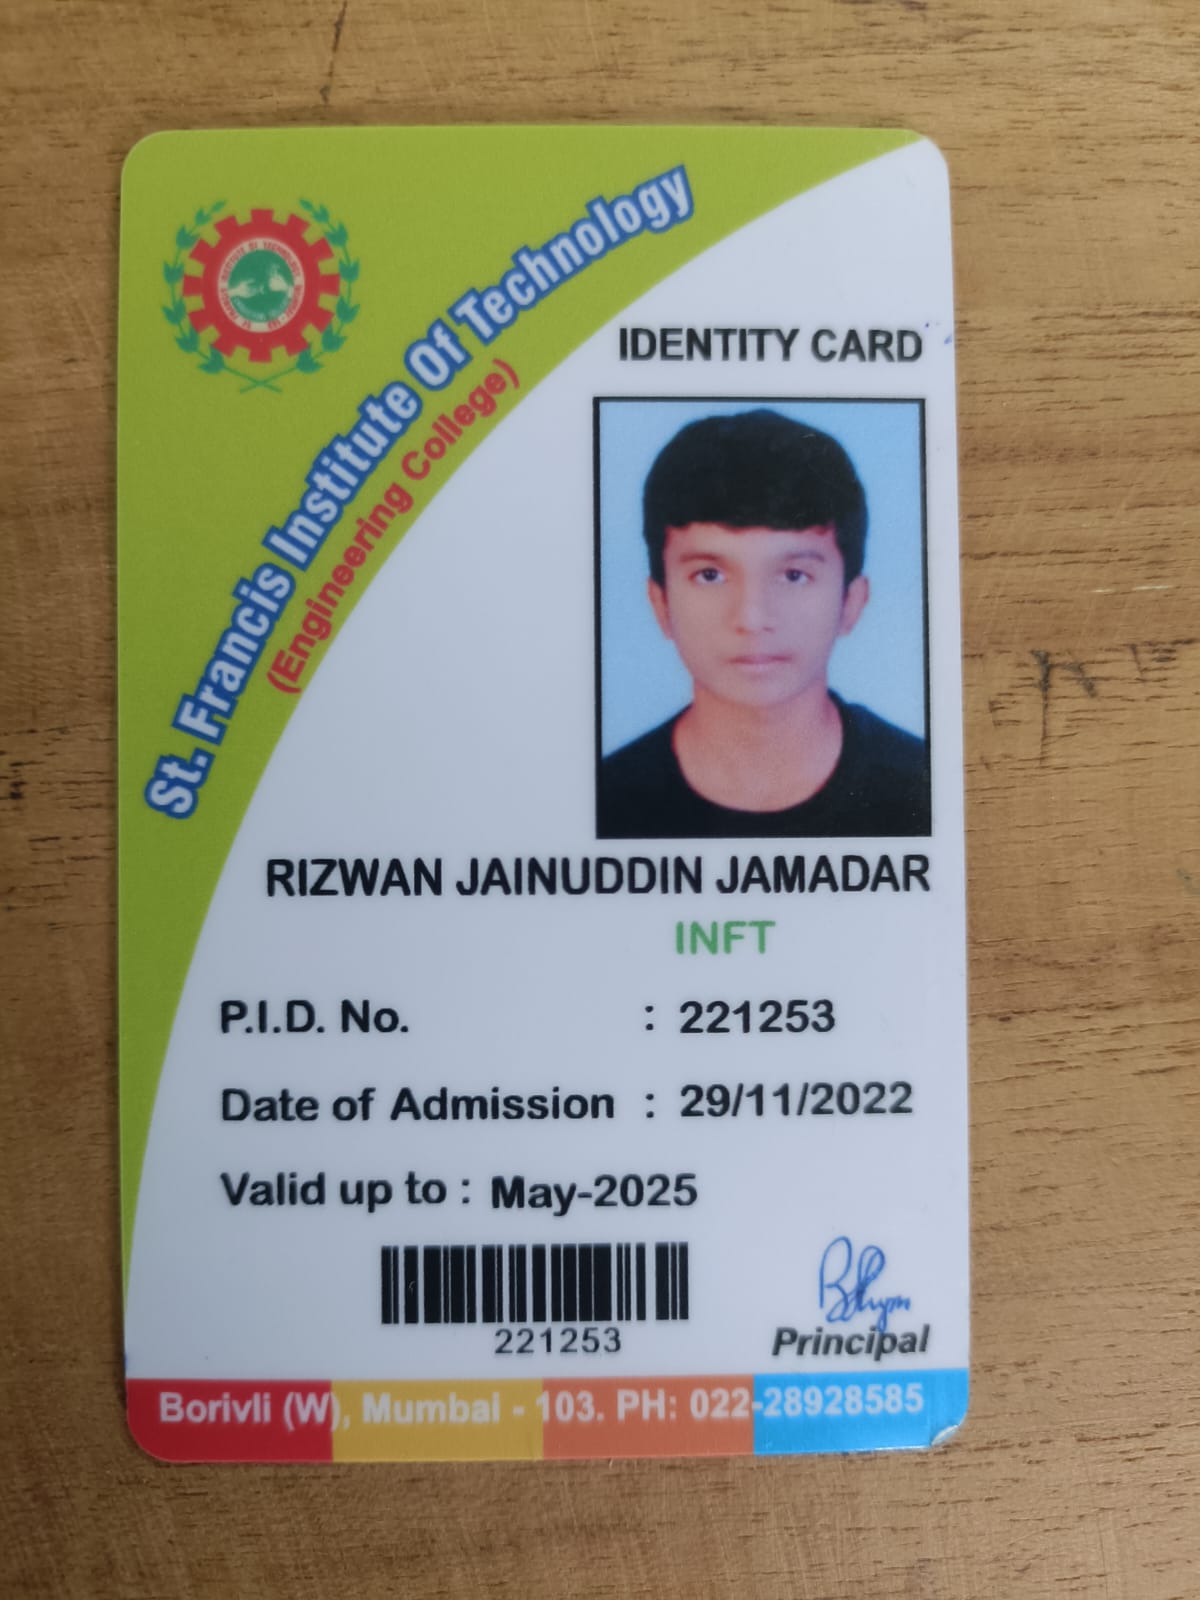 St. Francis Institute Of Technology
(Engineering College)
IDENTITY CARD
RIZWAN JAINUDDIN JAMADAR
INFT
P.I.D. No. : 221253
Date of Admission : 29/11/2022
Valid up to : May-2025
221253
Principal
Borivli (W), Mumbai - 103. PH: 022-28928585